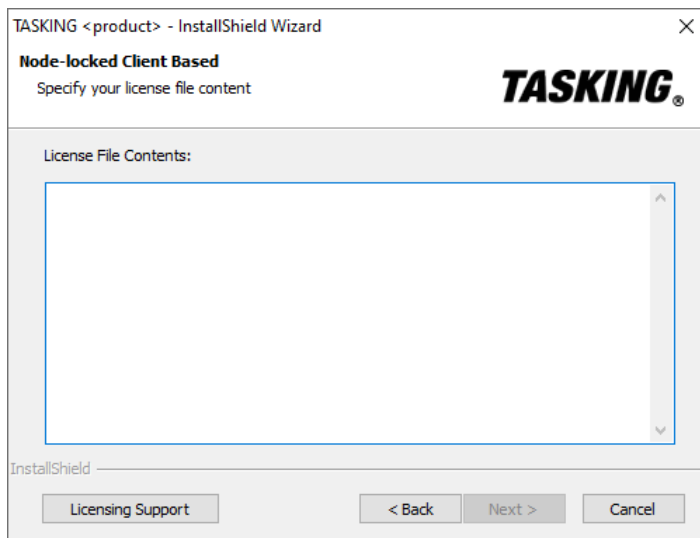 TASKING <product> - InstallShield Wizard
Node-locked Client Based
Specify your license file content
TASKING®
License File Contents:
InstallShield
Licensing Support
< Back
Next >
Cancel